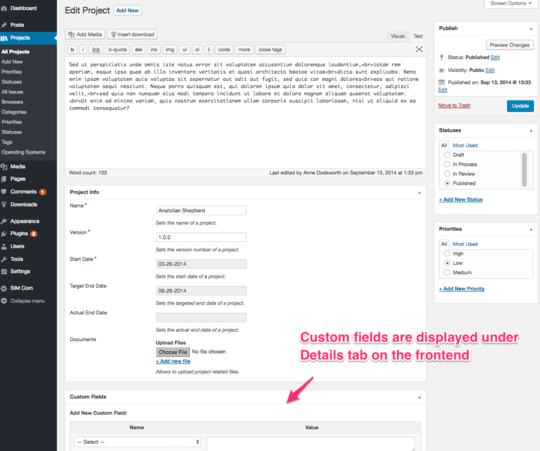 Dashboard
Posts
Projects
All Projects
Add New
Priorities
Statuses
All Issues
Browsers
Categories
Priorities
Statuses
Tags
Operating Systems
Media
Pages
Comments 1
Downloads
Appearance
Plugins 8
Users
Tools
Settings
SIM Com
Collapse menu
Screen Options
Edit Project Add New
Add Media Insert download
Visual Text
b i link b-quote del ins img ul ol li code more close tags
Sed ut perspiciatis unde omnis iste natus error sit voluptatem accusantium doloremque laudantium,<br>totam rem
aperiam, eaque ipsa quae ab illo inventore veritatis et quasi architecto beatae vitae<br>dicta sunt explicabo. Nemo
enim ipsam voluptatem quia voluptas sit aspernatur aut odit aut fugit, sed quia consequuntur magni dolores<br>eos qui ratione
voluptatem sequi nesciunt. Neque porro quisquam est, qui dolorem ipsum quia dolor sit amet, consectetur, adipisci
velit,<br>sed quia non numquam eius modi tempora incidunt ut labore et dolore magnam aliquam quaerat voluptatem.
<br>Ut enim ad minima veniam, quis nostrum exercitationem ullam corporis suscipit laboriosam, nisi ut aliquid ex ea
commodi consequatur?
Word count: 103 Last edited by Anne Dodsworth on September 13, 2014 at 1:33 pm
Project Info
Name *
Anatolian Shepherd
Sets the name of a project.
Version *
1.0.0
Sets the version number of a project.
Start Date *
03-26-2014
Sets the start date of a project.
Target End Date
06-26-2014
Sets the targeted end date of a project.
Actual End Date
Sets the actual end date of a project.
Documents
Upload Files
Choose File No file chosen
+ Add new file
Allows to upload project related files.
Custom fields are displayed under
Details tab on the frontend
Custom Fields
Add New Custom Field:
Name Value
— Select —
Publish
Preview Changes
Status: Published Edit
Visibility: Public Edit
Published on: Sep 13, 2014 @ 13:33
Edit
Move to Trash Update
Statuses
All Most Used
Draft
In Process
In Review
Published
+ Add New Status
Priorities
All Most Used
High
Low
Medium
+ Add New Priority